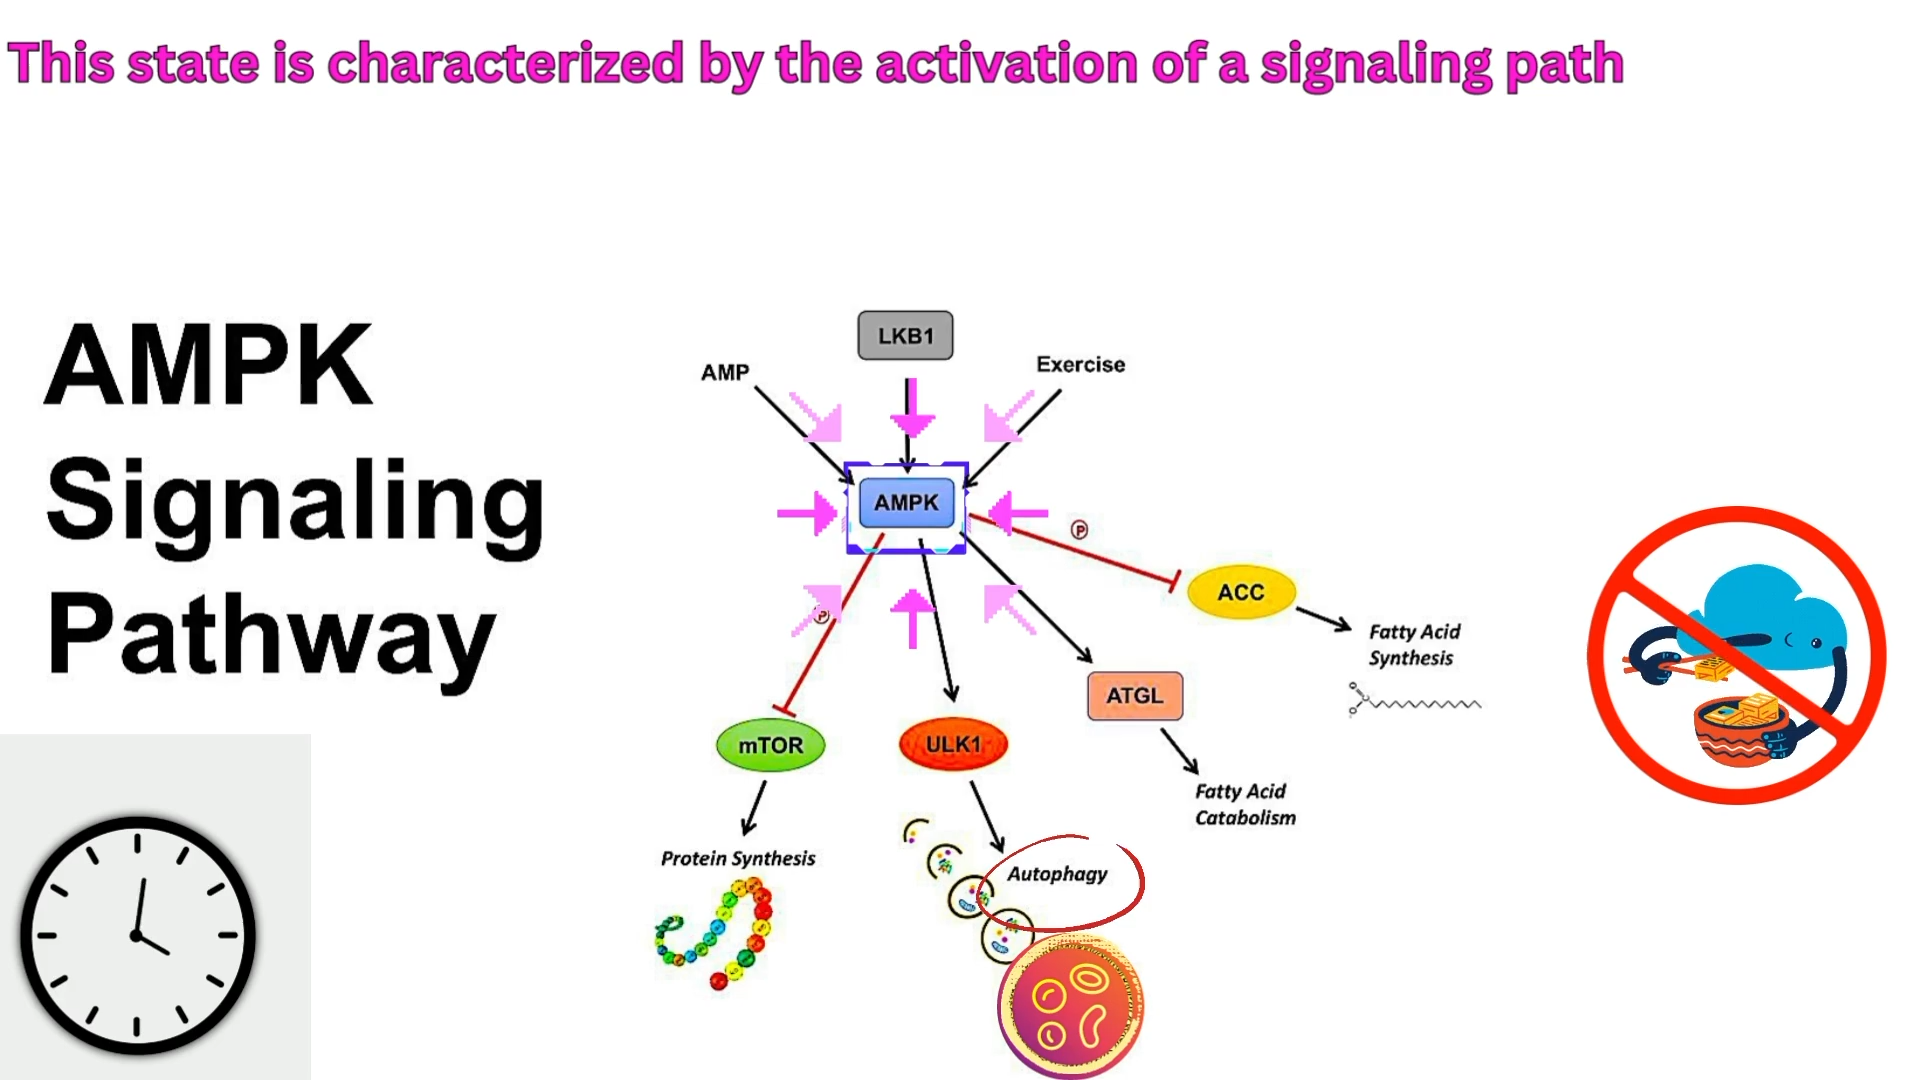 This state is characterized by the activation of a signaling path
AMPK
Signaling
Pathway
LKB1
AMP
Exercise
AMPK
P
P
ACC
Fatty Acid
Synthesis
ATGL
mTOR
ULK1
Fatty Acid
Catabolism
Protein Synthesis
Autophagy